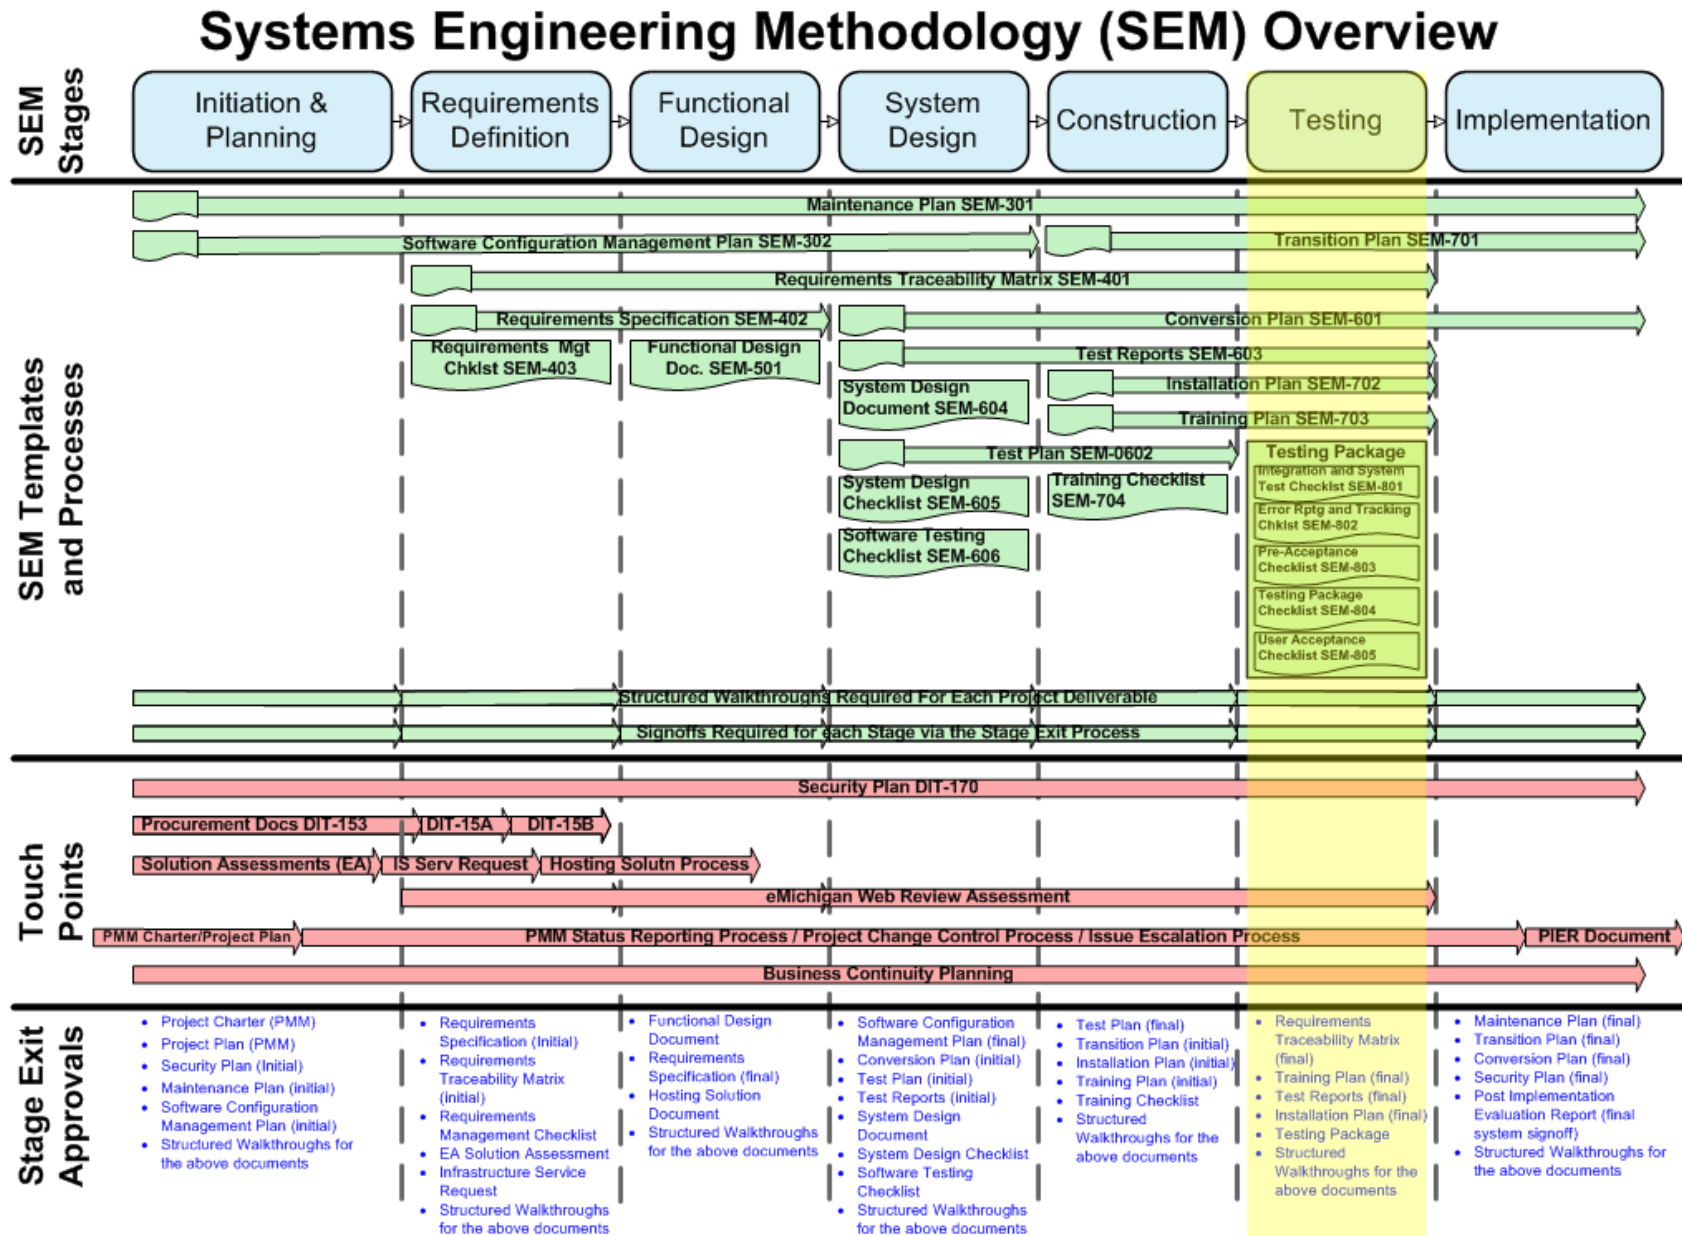 Systems Engineering Methodology (SEM) Overview
SEM
Stages
Initiation &
Planning
Requirements
Definition
Functional
Design
System
Design
Construction
Testing
Implementation
SEM Templates
and Processes
Maintenance Plan SEM-301
Software Configuration Management Plan SEM-302
Transition Plan SEM-701
Requirements Traceability Matrix SEM-401
Requirements Specification SEM-402
Conversion Plan SEM-601
Requirements Mgt
Chklst SEM-403
Functional Design
Doc. SEM-501
Test Reports SEM-603
System Design
Document SEM-604
Installation Plan SEM-702
Training Plan SEM-703
Test Plan SEM-0602
System Design
Checklist SEM-605
Training Checklist
SEM-704
Software Testing
Checklist SEM-606
Testing Package
Integration and System
Test Checklst SEM-801
Error Rptg and Tracking
Chklst SEM-802
Pre-Acceptance
Checklist SEM-803
Testing Package
Checklist SEM-804
User Acceptance
Checklist SEM-805
Structured Walkthroughs Required For Each Project Deliverable
Signoffs Required for each Stage via the Stage Exit Process
Touch
Points
Security Plan DIT-170
Procurement Docs DIT-153
DIT-15A
DIT-15B
Solution Assessments (EA)
IS Serv Request
Hosting Solutn Process
eMichigan Web Review Assessment
PMM Charter/Project Plan
PMM Status Reporting Process / Project Change Control Process / Issue Escalation Process
PIER Document
Business Continuity Planning
Stage Exit
Approvals
• Project Charter (PMM)
• Project Plan (PMM)
• Security Plan (Initial)
• Maintenance Plan (initial)
• Software Configuration
Management Plan (initial)
• Structured Walkthroughs for
the above documents
• Requirements
Specification (Initial)
• Requirements
Traceability Matrix
(initial)
• Requirements
Management Checklist
• EA Solution Assessment
• Infrastructure Service
Request
• Structured Walkthroughs
for the above documents
• Functional Design
Document
• Requirements
Specification (final)
• Hosting Solution
Document
• Structured Walkthroughs
for the above documents
• Software Configuration
Management Plan (final)
• Conversion Plan (initial)
• Test Plan (initial)
• Test Reports (initial)
• System Design
Document
• System Design Checklist
• Software Testing
Checklist
• Structured Walkthroughs
for the above documents
• Test Plan (final)
• Transition Plan (initial)
• Installation Plan (initial)
• Training Plan (initial)
• Training Checklist
• Structured
Walkthroughs for the
above documents
• Requirements
Traceability Matrix
(final)
• Training Plan (final)
• Test Reports (final)
• Installation Plan (final)
• Testing Package
• Structured
Walkthroughs for the
above documents
• Maintenance Plan (final)
• Transition Plan (final)
• Conversion Plan (final)
• Security Plan (final)
• Post Implementation
Evaluation Report (final
system signoff)
• Structured Walkthroughs for
the above documents